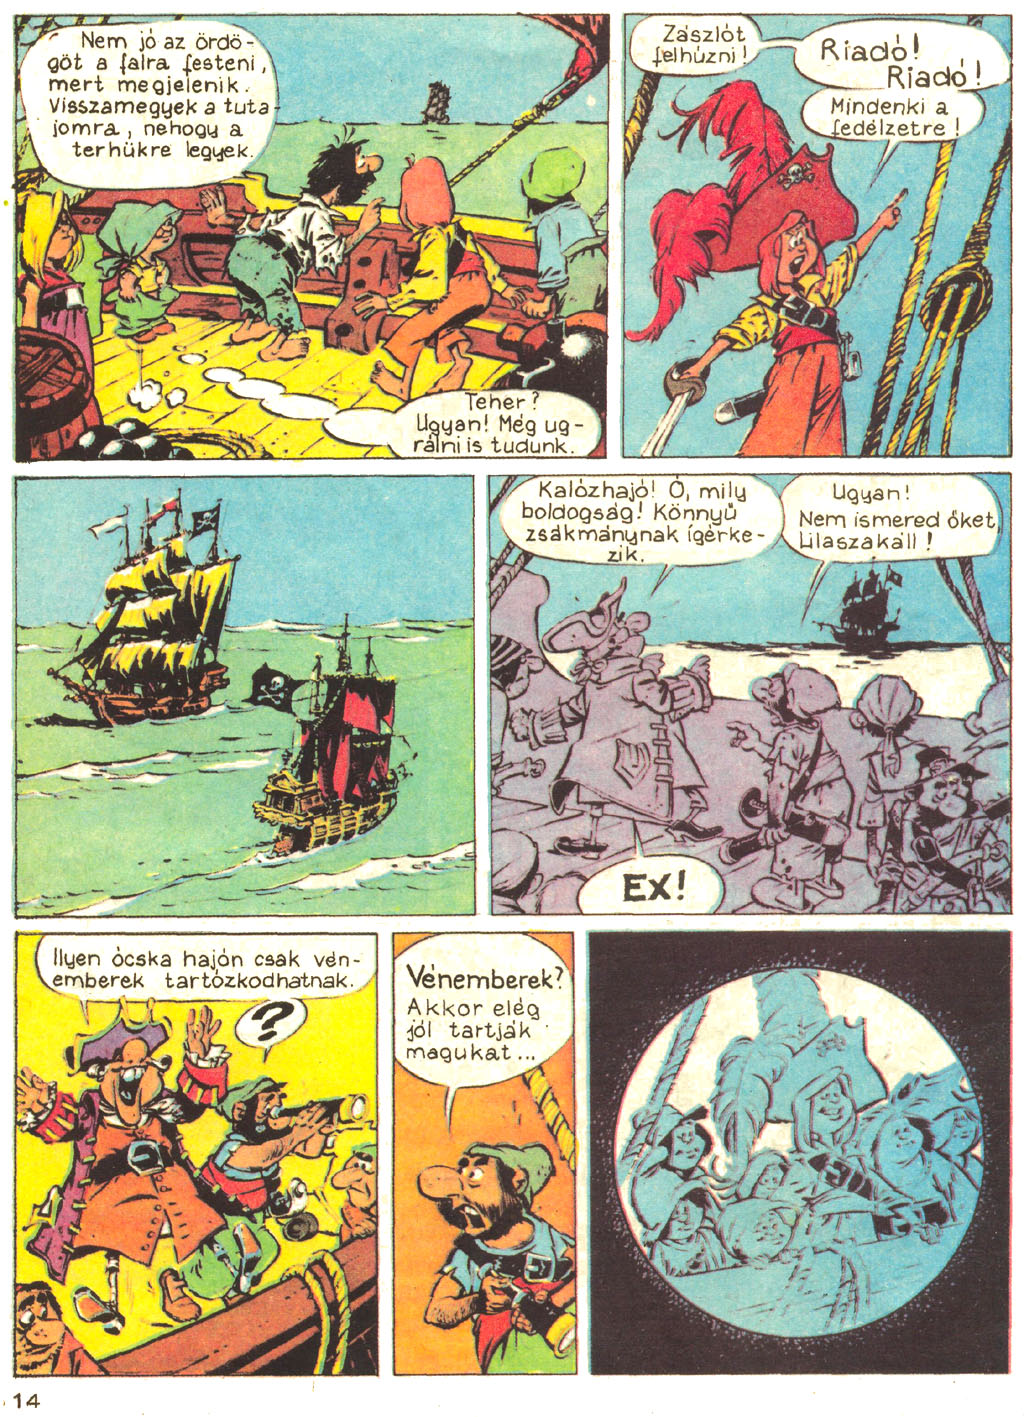 Nem jó az ördö-
göt a falra festeni,
mert megjelenik.
Visszamegyek a tuta
jomra, nehogy a
terhükre legyek.
Teher?
Ugyan! Még ug-
rálni is tudunk.
Zászlót
felhúzni!
Riadó!
Riadó!
Mindenki a
fedélzetre!
Kalózhajó! Ó, mily
boldogság! Könnyű
zsákmánynak ígérke-
zik.
Ugyan!
Nem ismered őket,
Lilaszakáll!
EX!
Ilyen ócska hajón csak vén-
emberek tartózkodhatnak.
?
Vénemberek?
Akkor elég
jól tartják
magukat...
14